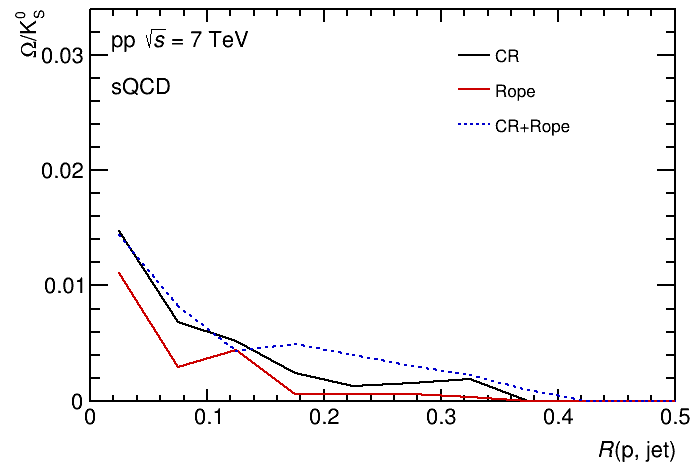 Ω/K⁰_S
pp √s = 7 TeV
sQCD
CR
Rope
CR+Rope
0.03
0.02
0.01
0
0 0.1 0.2 0.3 0.4 0.5
R(p, jet)